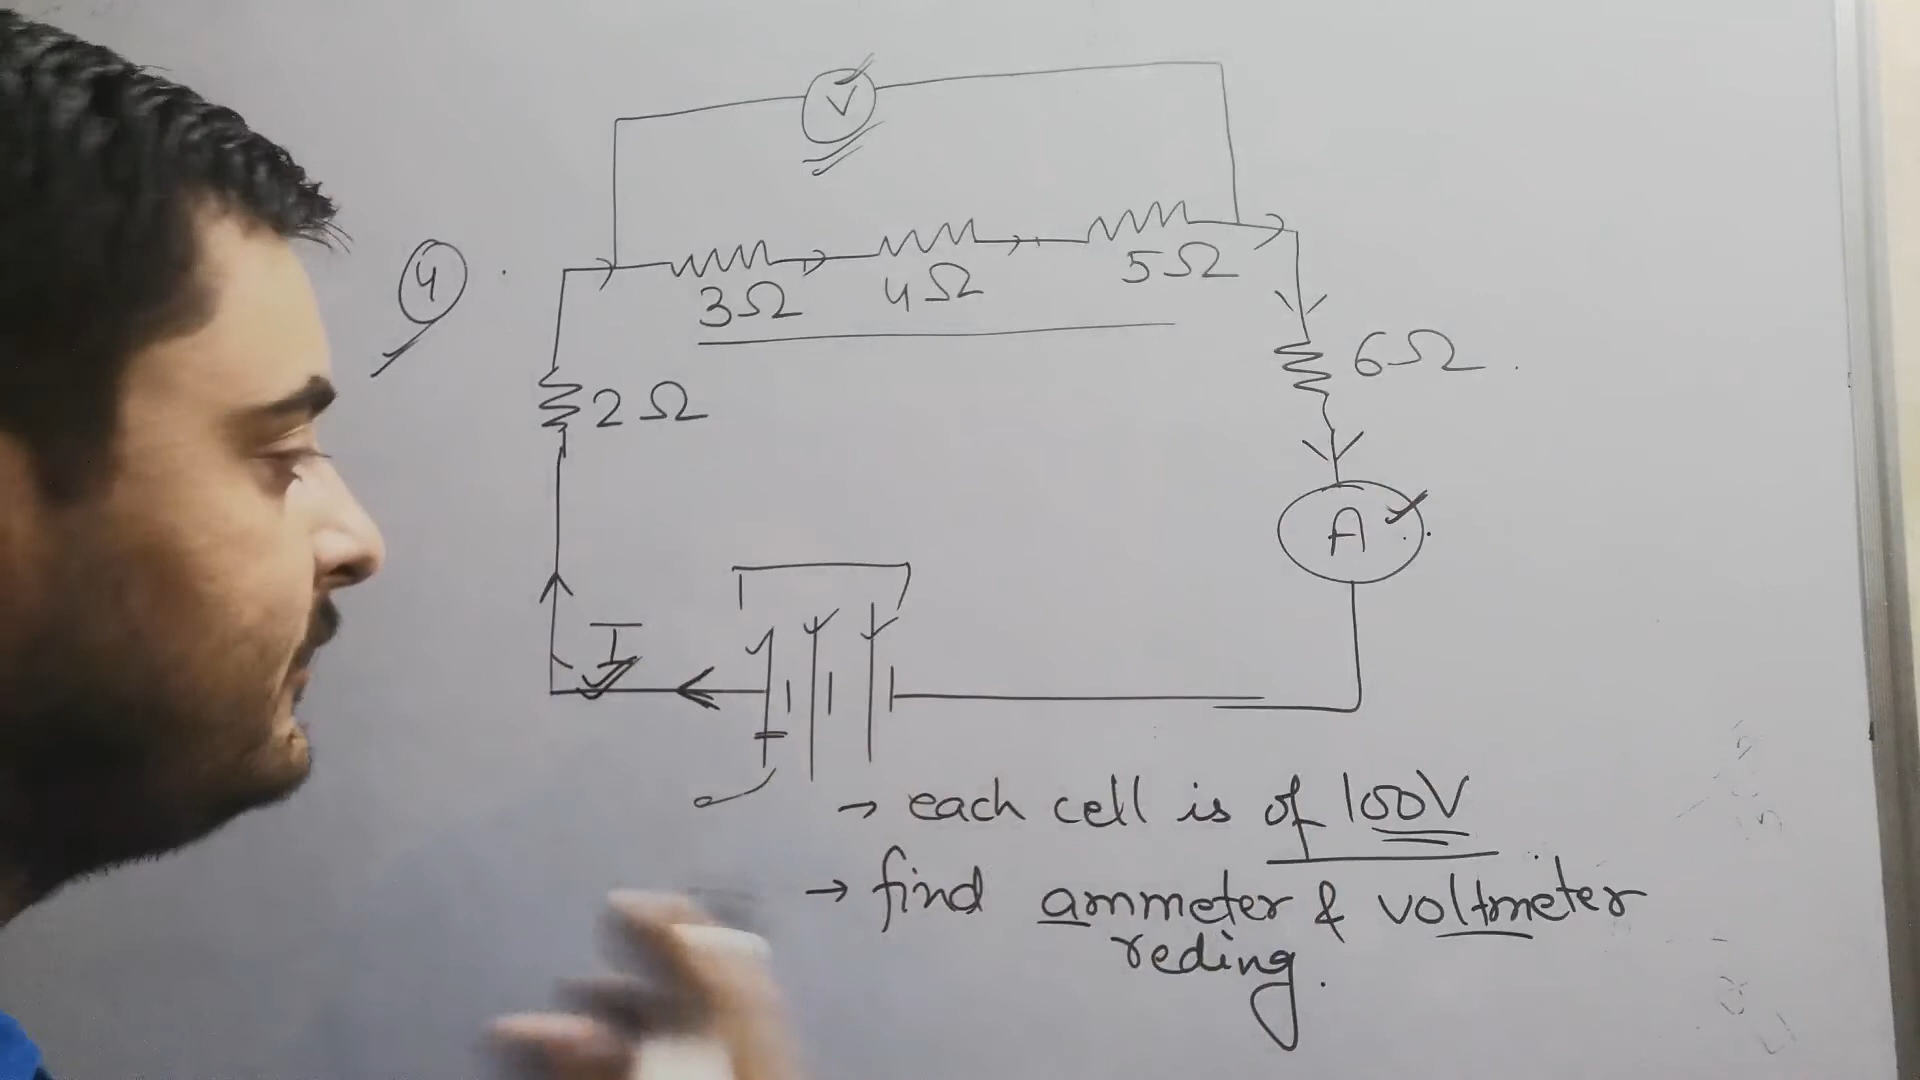 V
4
3Ω
4Ω
5Ω
6Ω
2Ω
A
I
→ each cell is of 100V
→ find ammeter & voltmeter
reding.